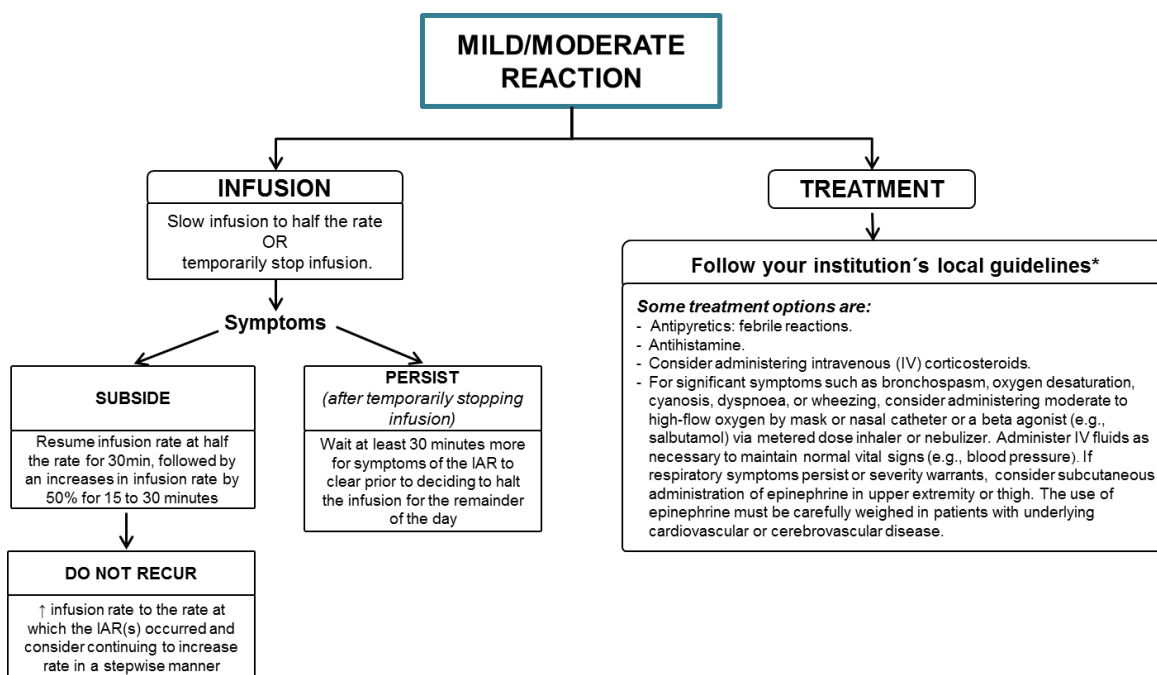 MILD/MODERATE
REACTION
INFUSION
Slow infusion to half the rate
OR
temporarily stop infusion.
Symptoms
SUBSIDE
Resume infusion rate at half
the rate for 30min, followed by
an increases in infusion rate by
50% for 15 to 30 minutes
DO NOT RECUR
↑ infusion rate to the rate at
which the IAR(s) occurred and
consider continuing to increase
rate in a stepwise manner
PERSIST
(after temporarily stopping
infusion)
Wait at least 30 minutes more
for symptoms of the IAR to
clear prior to deciding to halt
the infusion for the remainder
of the day
TREATMENT
Follow your institution´s local guidelines*
Some treatment options are:
- Antipyretics: febrile reactions.
- Antihistamine.
- Consider administering intravenous (IV) corticosteroids.
- For significant symptoms such as bronchospasm, oxygen desaturation,
cyanosis, dyspnoea, or wheezing, consider administering moderate to
high-flow oxygen by mask or nasal catheter or a beta agonist (e.g.,
salbutamol) via metered dose inhaler or nebulizer. Administer IV fluids as
necessary to maintain normal vital signs (e.g., blood pressure). If
respiratory symptoms persist or severity warrants, consider subcutaneous
administration of epinephrine in upper extremity or thigh. The use of
epinephrine must be carefully weighed in patients with underlying
cardiovascular or cerebrovascular disease.